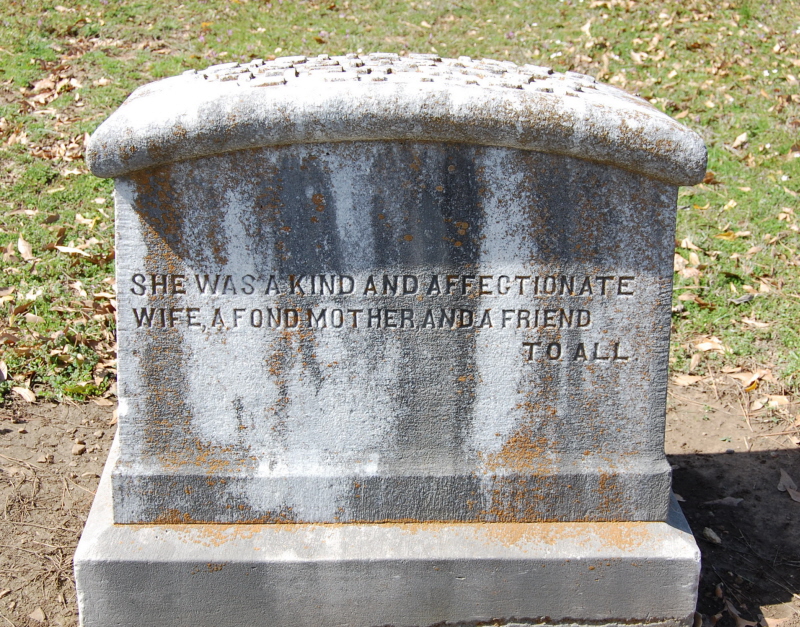 SHE WAS A KIND AND AFFECTIONATE
WIFE, A FOND MOTHER AND A FRIEND
TO ALL.